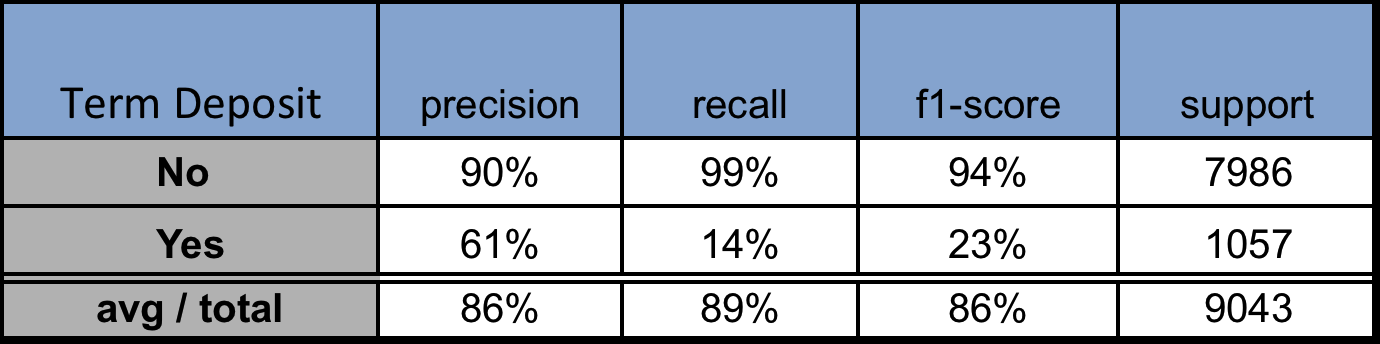 Term Deposit precision recall f1-score support
No 90% 99% 94% 7986
Yes 61% 14% 23% 1057
avg / total 86% 89% 86% 9043